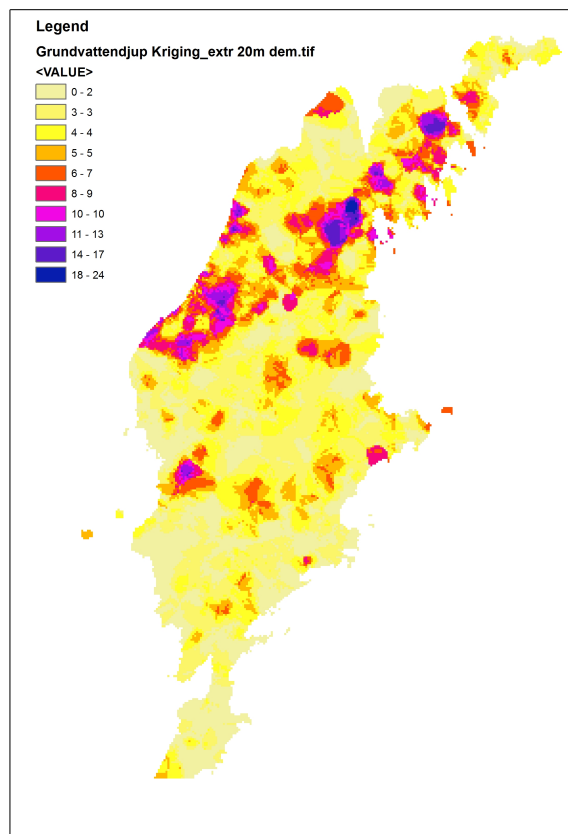 Legend
Grundvattendjup Kriging_extr 20m dem.tif
<VALUE>
0 - 2
3 - 3
4 - 4
5 - 5
6 - 7
8 - 9
10 - 10
11 - 13
14 - 17
18 - 24